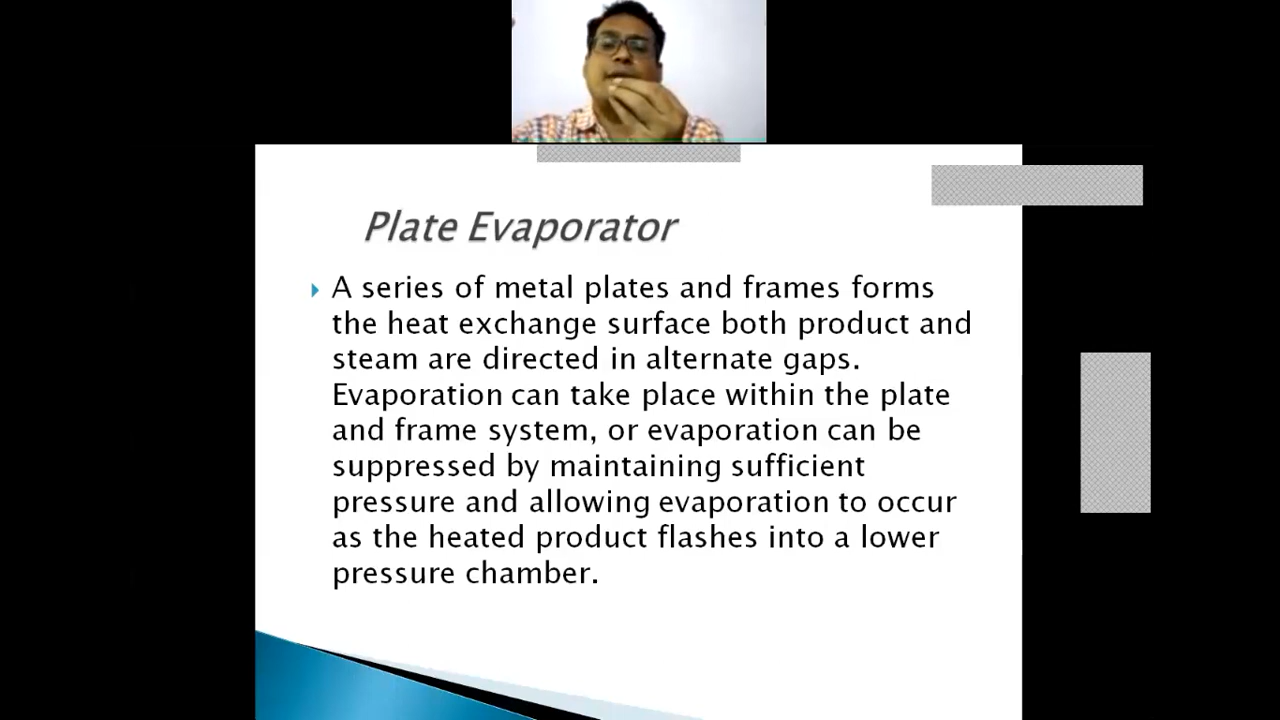 Plate Evaporator
A series of metal plates and frames forms
the heat exchange surface both product and
steam are directed in alternate gaps.
Evaporation can take place within the plate
and frame system, or evaporation can be
suppressed by maintaining sufficient
pressure and allowing evaporation to occur
as the heated product flashes into a lower
pressure chamber.